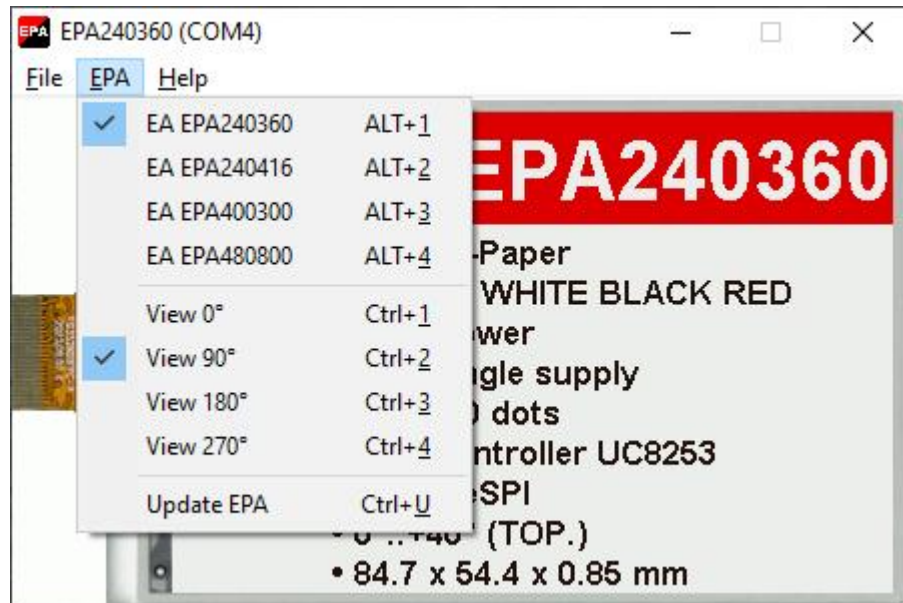 EPA EPA240360 (COM4)
File EPA Help
EA EPA240360 ALT+1
EA EPA240416 ALT+2
EA EPA400300 ALT+3
EA EPA480800 ALT+4
View 0° Ctrl+1
View 90° Ctrl+2
View 180° Ctrl+3
View 270° Ctrl+4
Update EPA Ctrl+U
EPA240360
-Paper
WHITE BLACK RED
wer
gle supply
dots
ntroller UC8253
SPI
(TOP.)
• 84.7 x 54.4 x 0.85 mm